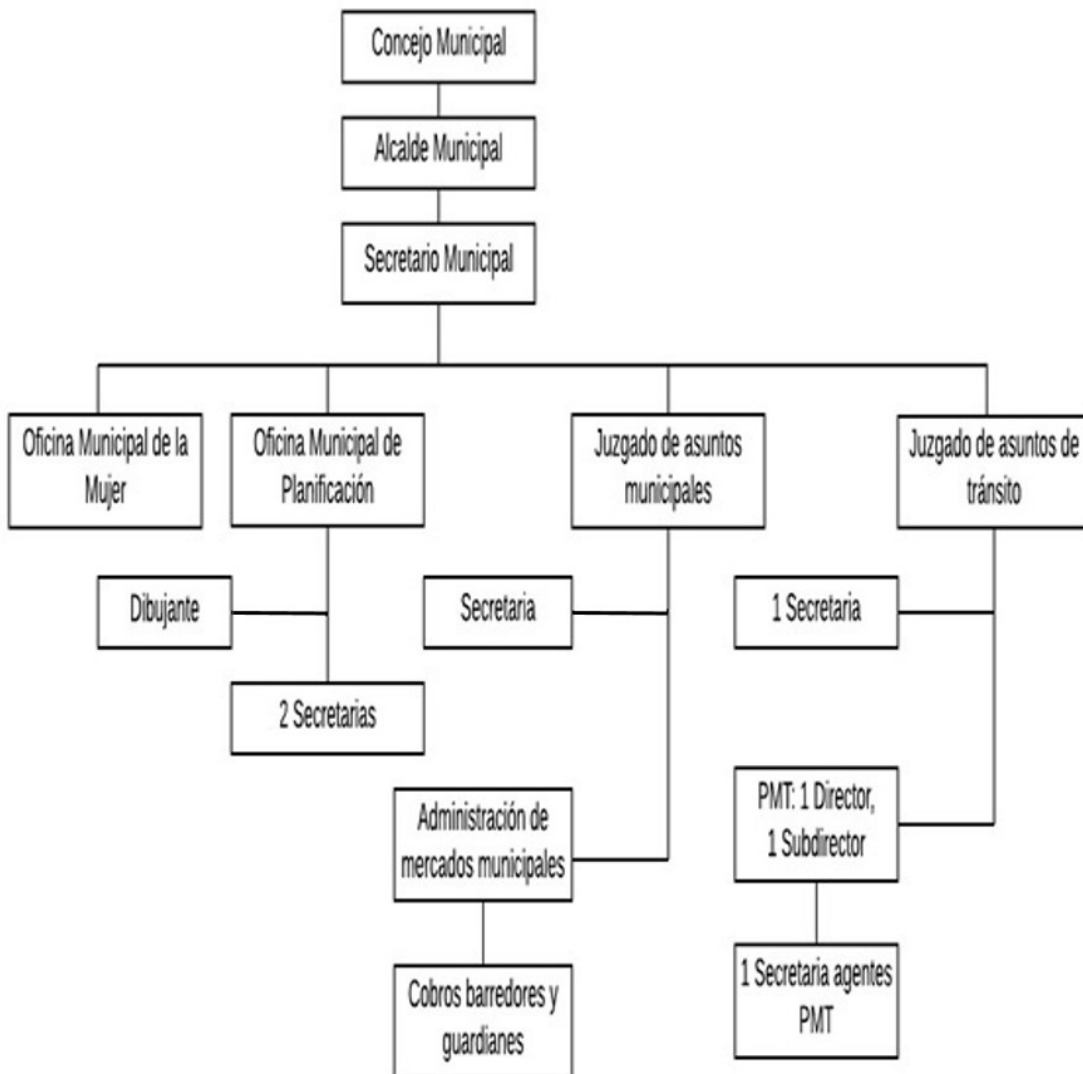 Concejo Municipal
Alcalde Municipal
Secretario Municipal
Oficina Municipal de la
Mujer
Oficina Municipal de
Planificación
Juzgado de asuntos
municipales
Juzgado de asuntos de
tránsito
Dibujante
Secretaria
1 Secretaria
2 Secretarias
Administración de
mercados municipales
PMT: 1 Director,
1 Subdirector
Cobros barredores y
guardianes
1 Secretaria agentes
PMT